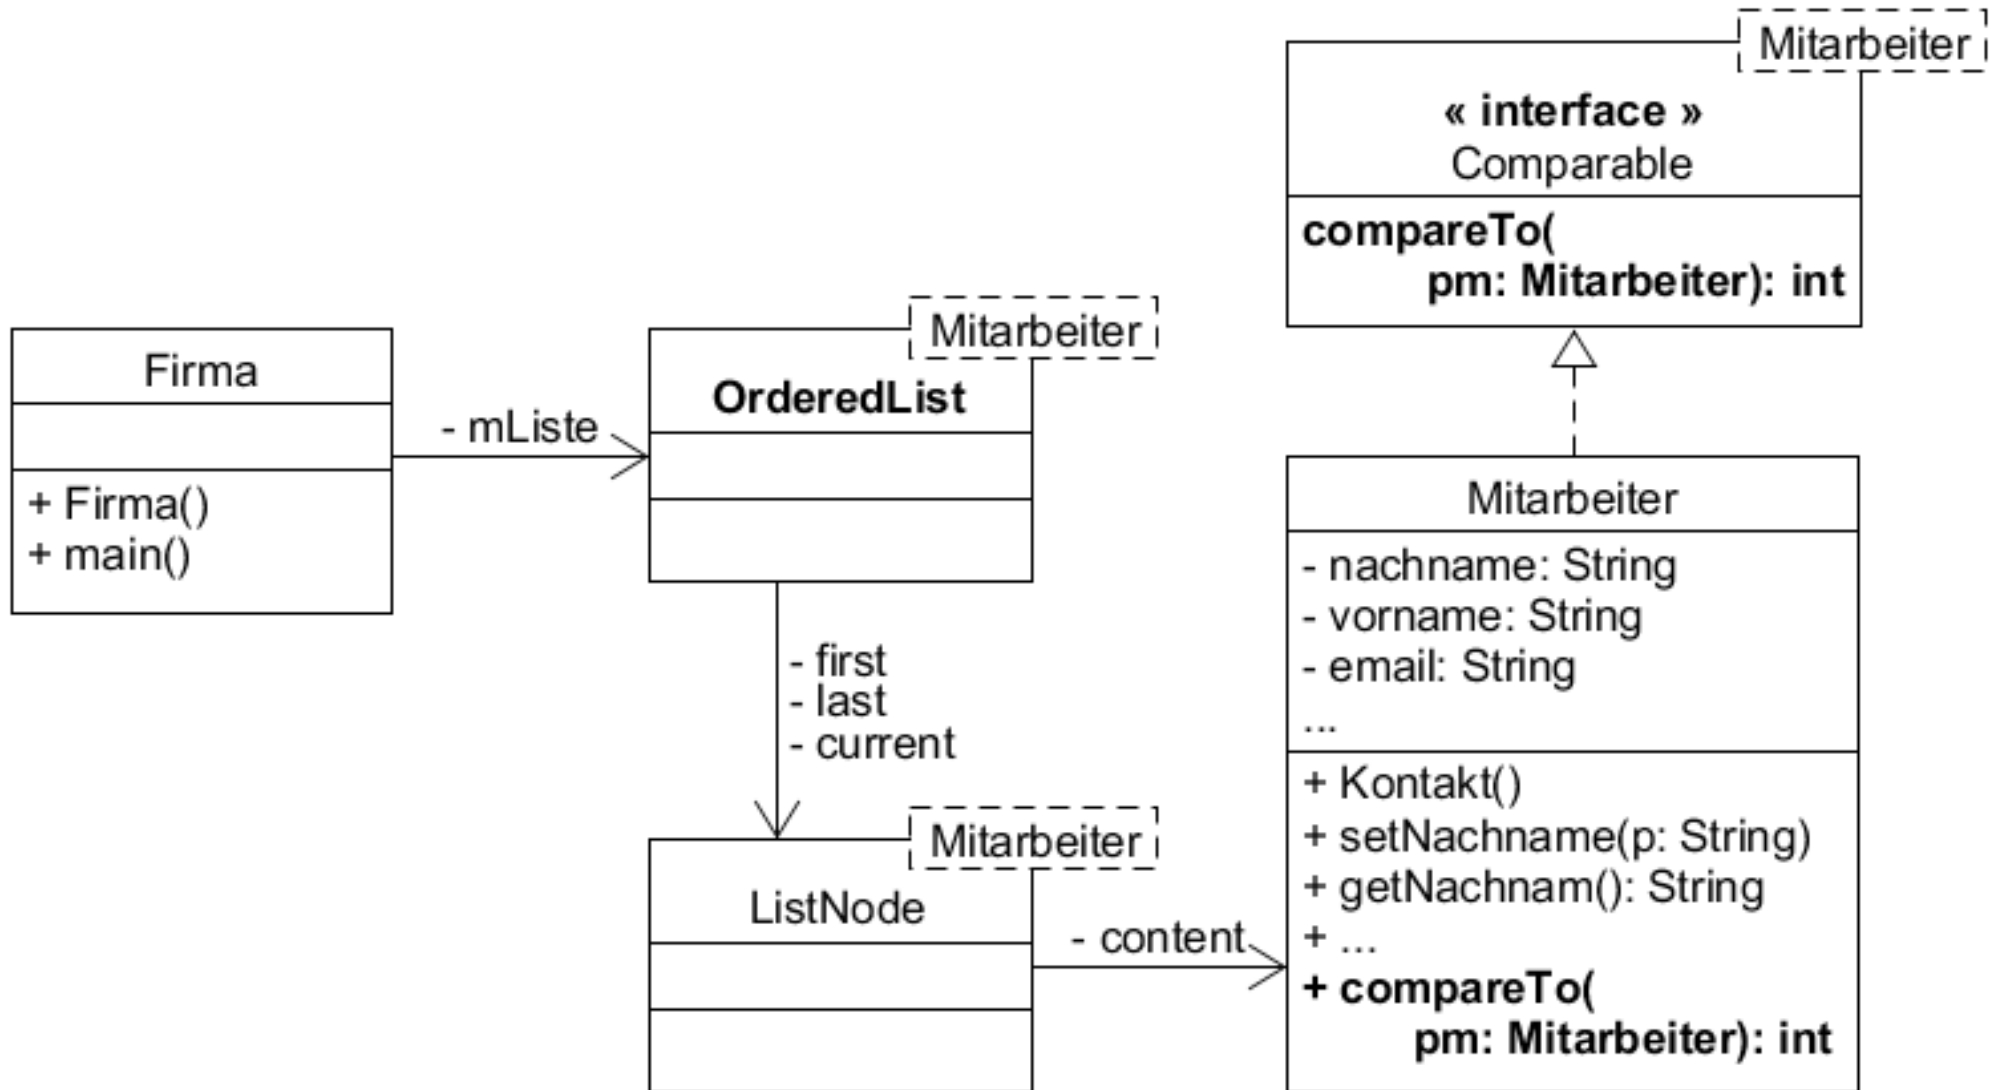 Firma
+ Firma()
+ main()
- mListe
Mitarbeiter
OrderedList
- first
- last
- current
Mitarbeiter
ListNode
- content
Mitarbeiter
« interface »
Comparable
compareTo(
pm: Mitarbeiter): int
Mitarbeiter
- nachname: String
- vorname: String
- email: String
...
+ Kontakt()
+ setNachname(p: String)
+ getNachnam(): String
+ ...
+ compareTo(
pm: Mitarbeiter): int